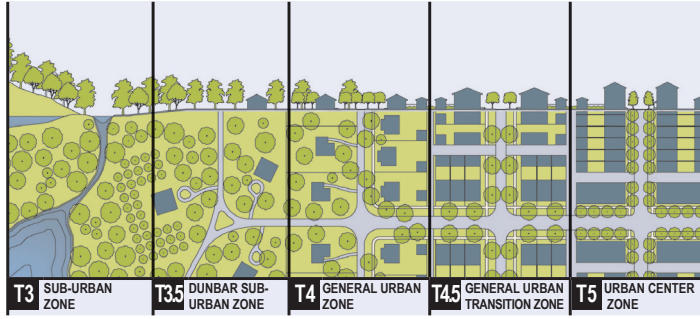 T3 SUB-URBAN
ZONE
T3.5 DUNBAR SUB-
URBAN ZONE
T4 GENERAL URBAN
ZONE
T4.5 GENERAL URBAN
TRANSITION ZONE
T5 URBAN CENTER
ZONE